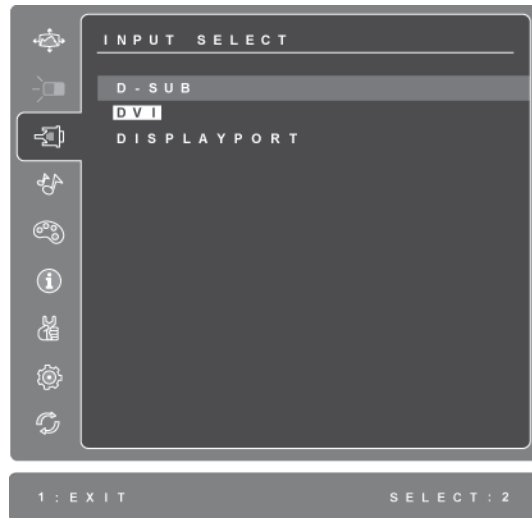 INPUT SELECT
D-SUB
DVI
DISPLAYPORT
1:EXIT SELECT:2